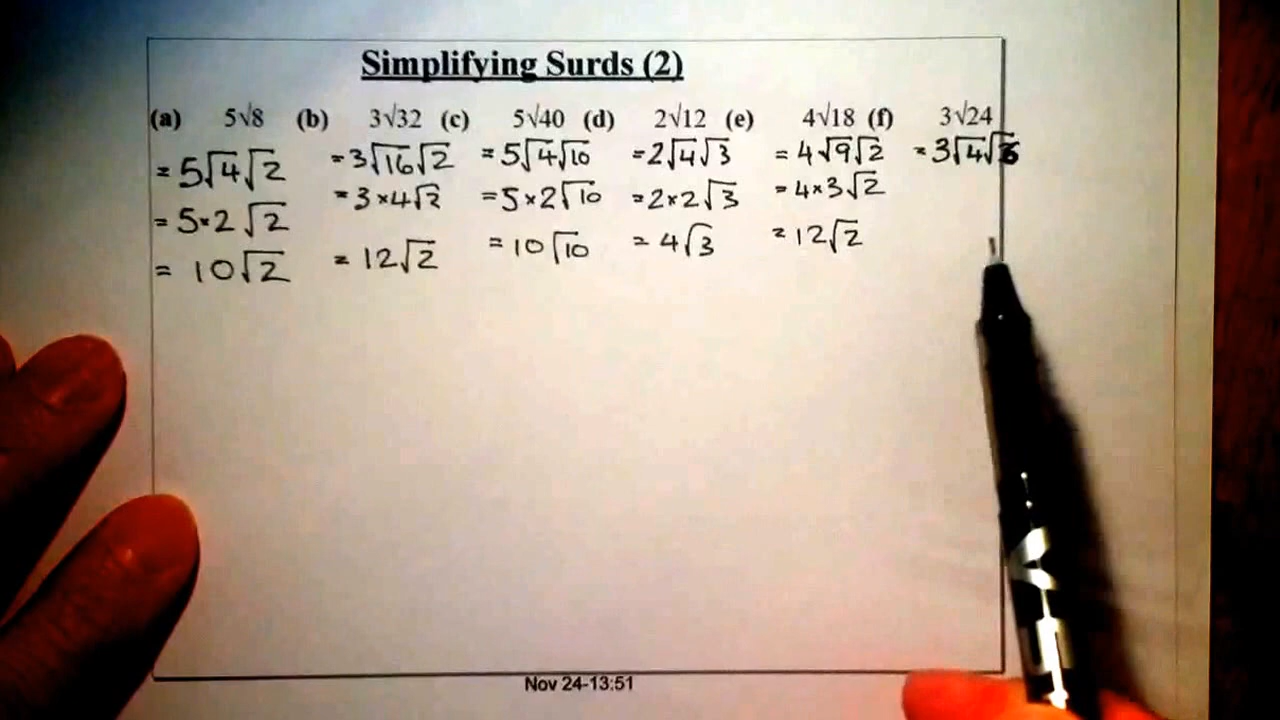 Simplifying Surds (2)
(a) 5√8 (b) 3√32 (c) 5√40 (d) 2√12 (e) 4√18 (f) 3√24
= 5√4√2 = 3√16√2 = 5√4√10 = 2√4√3 = 4√9√2 = 3√4√6
= 5×2√2 = 3×4√2 = 5×2√10 = 2×2√3 = 4×3√2
= 10√2 = 12√2 = 10√10 = 4√3 = 12√2
Nov 24-13:51